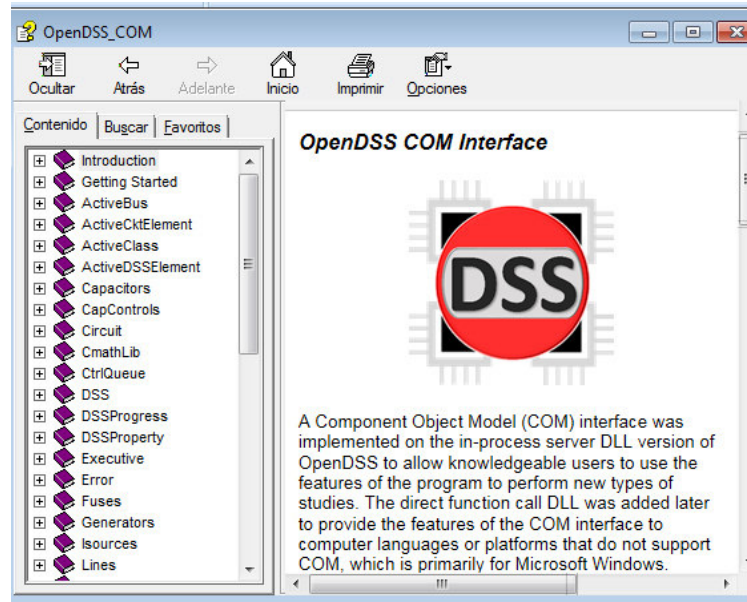 OpenDSS_COM
Ocultar Atrás Adelante Inicio Imprimir Opciones
Contenido Buscar Favoritos
Introduction
Getting Started
ActiveBus
ActiveCktElement
ActiveClass
ActiveDSSElement
Capacitors
CapControls
Circuit
CmathLib
CtrlQueue
DSS
DSSProgress
DSSProperty
Executive
Error
Fuses
Generators
Isources
Lines
OpenDSS COM Interface
DSS
A Component Object Model (COM) interface was
implemented on the in-process server DLL version of
OpenDSS to allow knowledgeable users to use the
features of the program to perform new types of
studies. The direct function call DLL was added later
to provide the features of the COM interface to
computer languages or platforms that do not support
COM, which is primarily for Microsoft Windows.